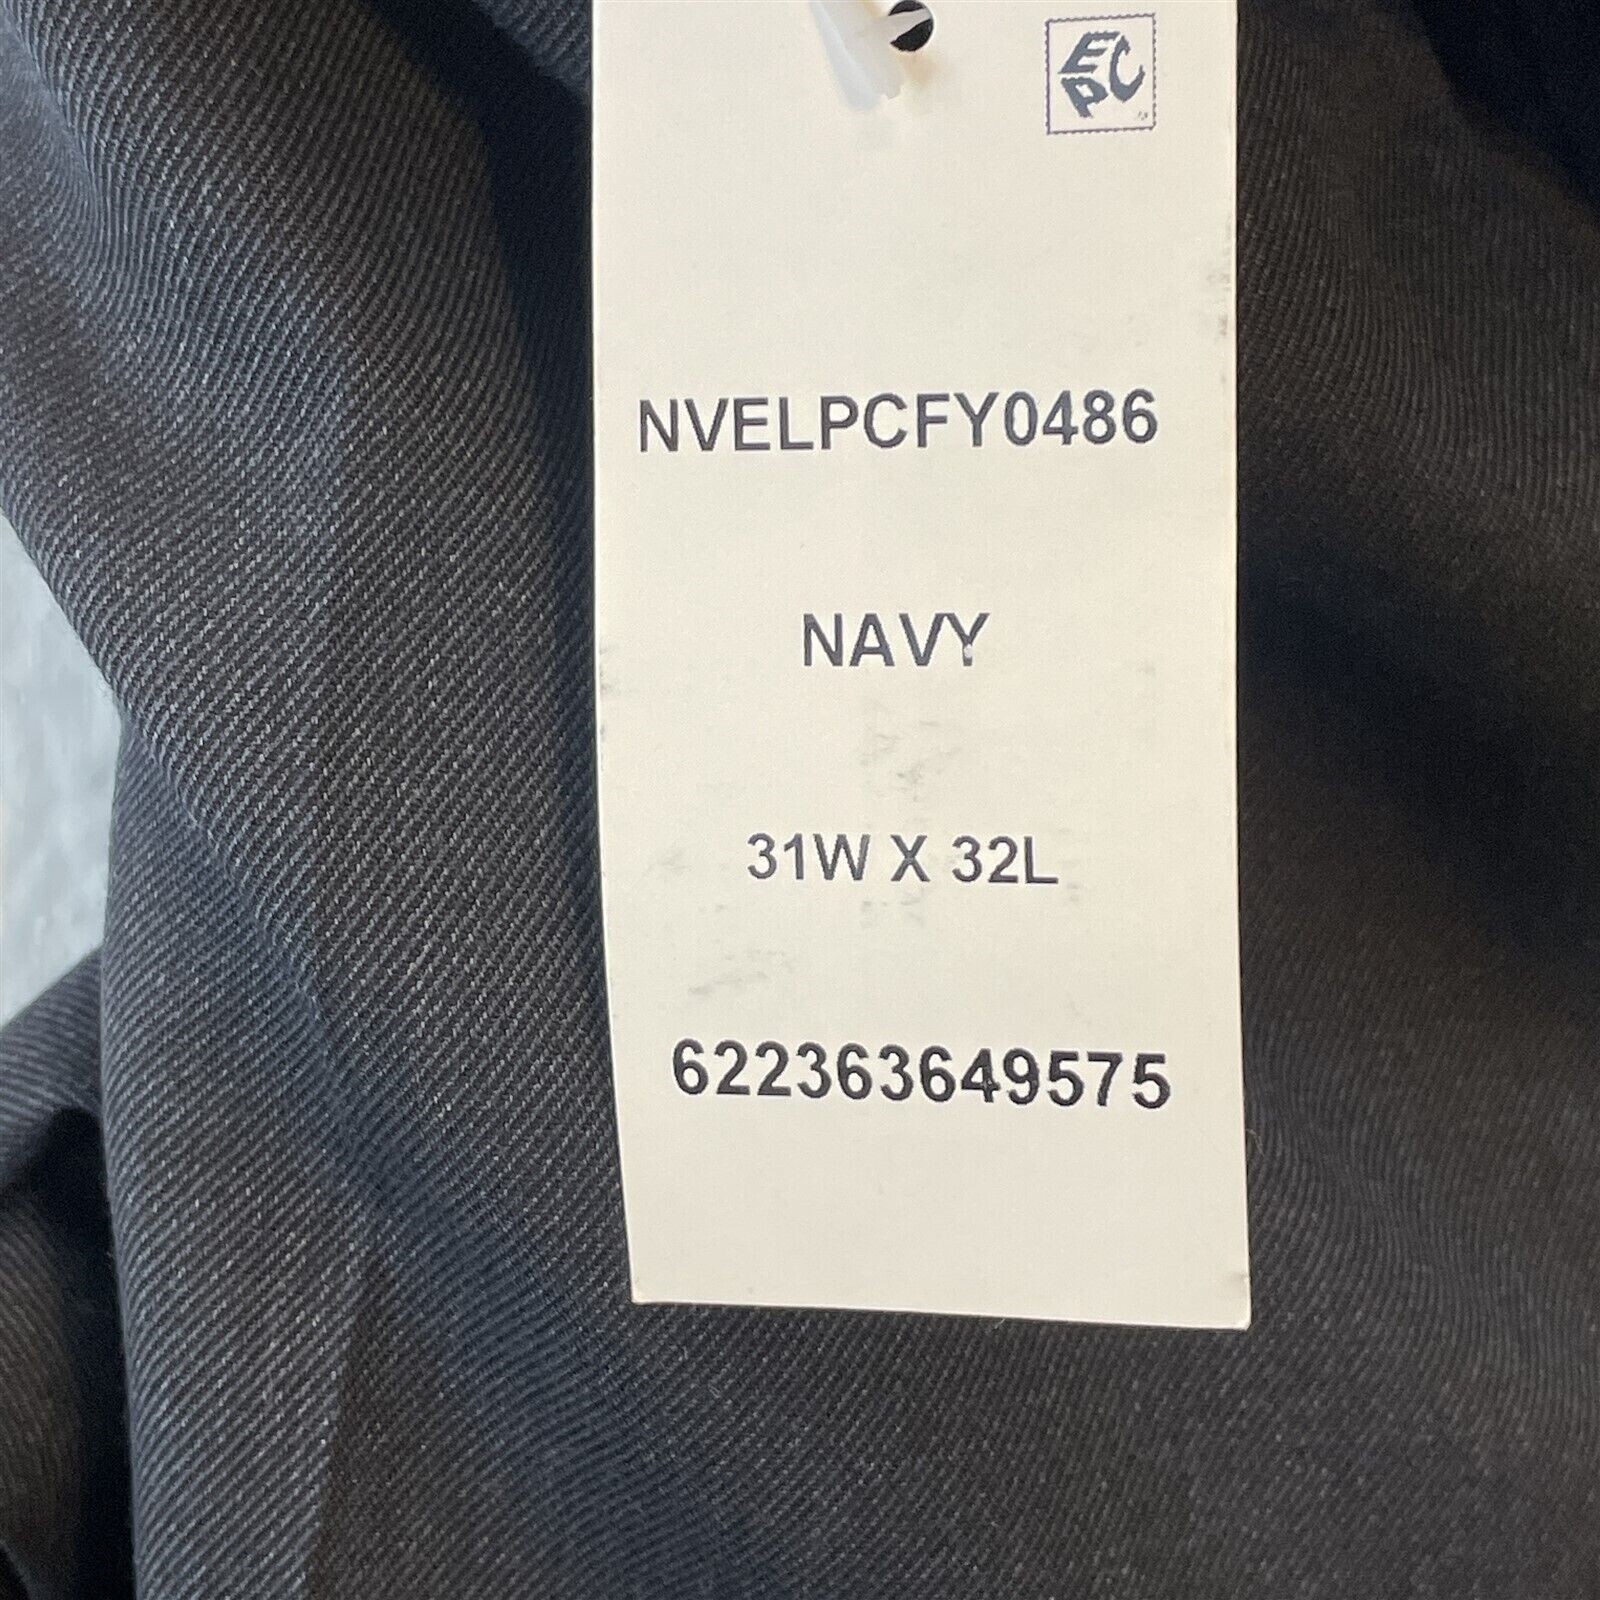 EPC
NVELPCFY0486
NAVY
31W X 32L
622363649575